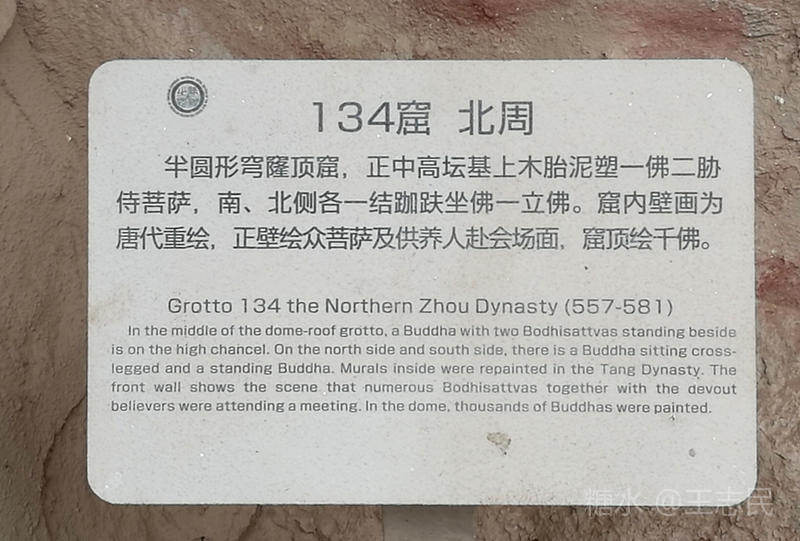 134窟 北周
半圆形穹窿顶窟，正中高坛基上木胎泥塑一佛二胁
侍菩萨，南、北侧各一结跏趺坐佛一立佛。窟内壁画为
唐代重绘，正壁绘众菩萨及供养人赴会场面，窟顶绘千佛。
Grotto 134 the Northern Zhou Dynasty (557-581)
In the middle of the dome-roof grotto, a Buddha with two Bodhisattvas standing beside
is on the high chancel. On the north side and south side, there is a Buddha sitting cross-
legged and a standing Buddha. Murals inside were repainted in the Tang Dynasty. The
front wall shows the scene that numerous Bodhisattvas together with the devout
believers were attending a meeting. In the dome, thousands of Buddhas were painted.
糖水 @王志民